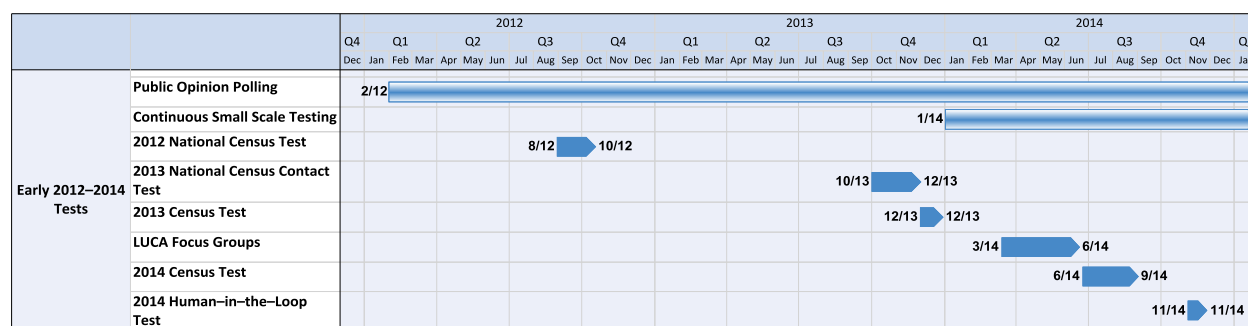 2012 2013 2014
Q4 Q1 Q2 Q3 Q4 Q1 Q2 Q3 Q4 Q1 Q2 Q3 Q4 Q
Dec Jan Feb Mar Apr May Jun Jul Aug Sep Oct Nov Dec Jan Feb Mar Apr May Jun Jul Aug Sep Oct Nov Dec Jan Feb Mar Apr May Jun Jul Aug Sep Oct Nov Dec
Public Opinion Polling 2/12
Continuous Small Scale Testing 1/14
2012 National Census Test 8/12 10/12
2013 National Census Contact
Test 10/13 12/13
Early 2012–2014
Tests
2013 Census Test 12/13 12/13
LUCA Focus Groups 3/14 6/14
2014 Census Test 6/14 9/14
2014 Human–in–the–Loop
Test 11/14 11/14